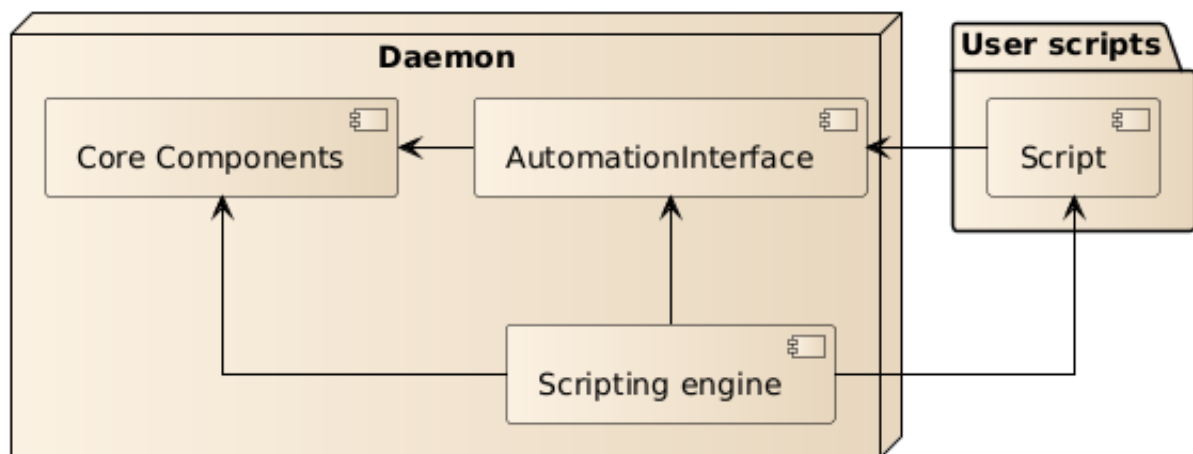 Daemon
User scripts
Core Components
AutomationInterface
Script
Scripting engine